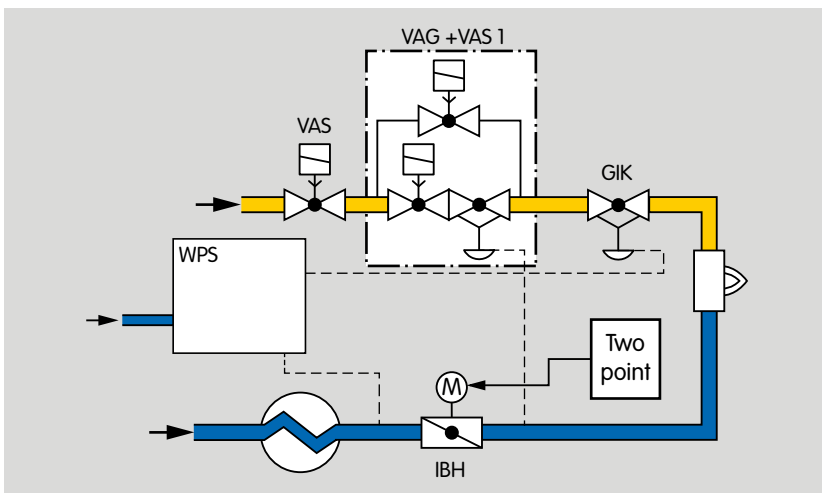 VAG +VAS 1
VAS
GIK
WPS
Two
point
M
IBH